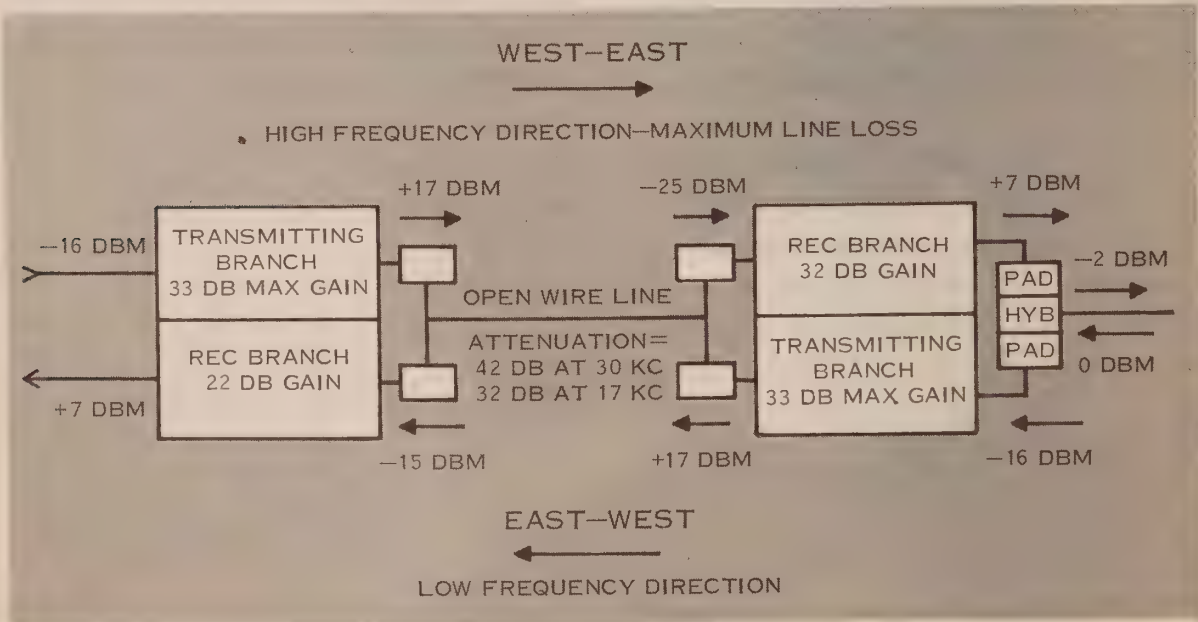 WEST—EAST
HIGH FREQUENCY DIRECTION—MAXIMUM LINE LOSS
+17 DBM
—25 DBM
+7 DBM
—16 DBM
TRANSMITTING
BRANCH
33 DB MAX GAIN
REC BRANCH
32 DB GAIN
PAD
HYB
PAD
—2 DBM
0 DBM
OPEN WIRE LINE
ATTENUATION=
42 DB AT 30 KC
32 DB AT 17 KC
REC BRANCH
22 DB GAIN
TRANSMITTING
BRANCH
33 DB MAX GAIN
+7 DBM
—15 DBM
+17 DBM
—16 DBM
EAST—WEST
LOW FREQUENCY DIRECTION